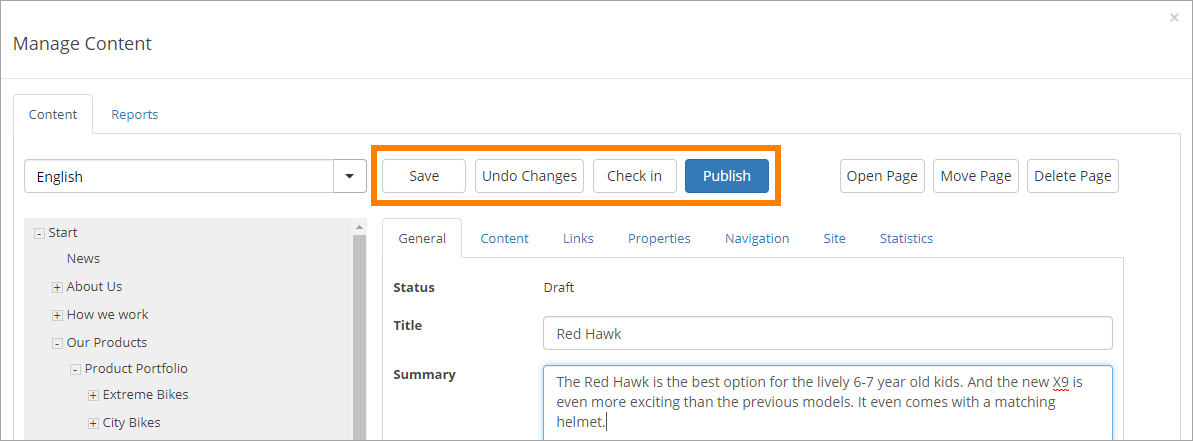 ×
Manage Content
Content Reports
English Save Undo Changes Check in Publish Open Page Move Page Delete Page
Start
News
About Us
How we work
Our Products
Product Portfolio
Extreme Bikes
City Bikes
General Content Links Properties Navigation Site Statistics
Status Draft
Title Red Hawk
Summary The Red Hawk is the best option for the lively 6-7 year old kids. And the new X9 is
even more exciting than the previous models. It even comes with a matching
helmet.